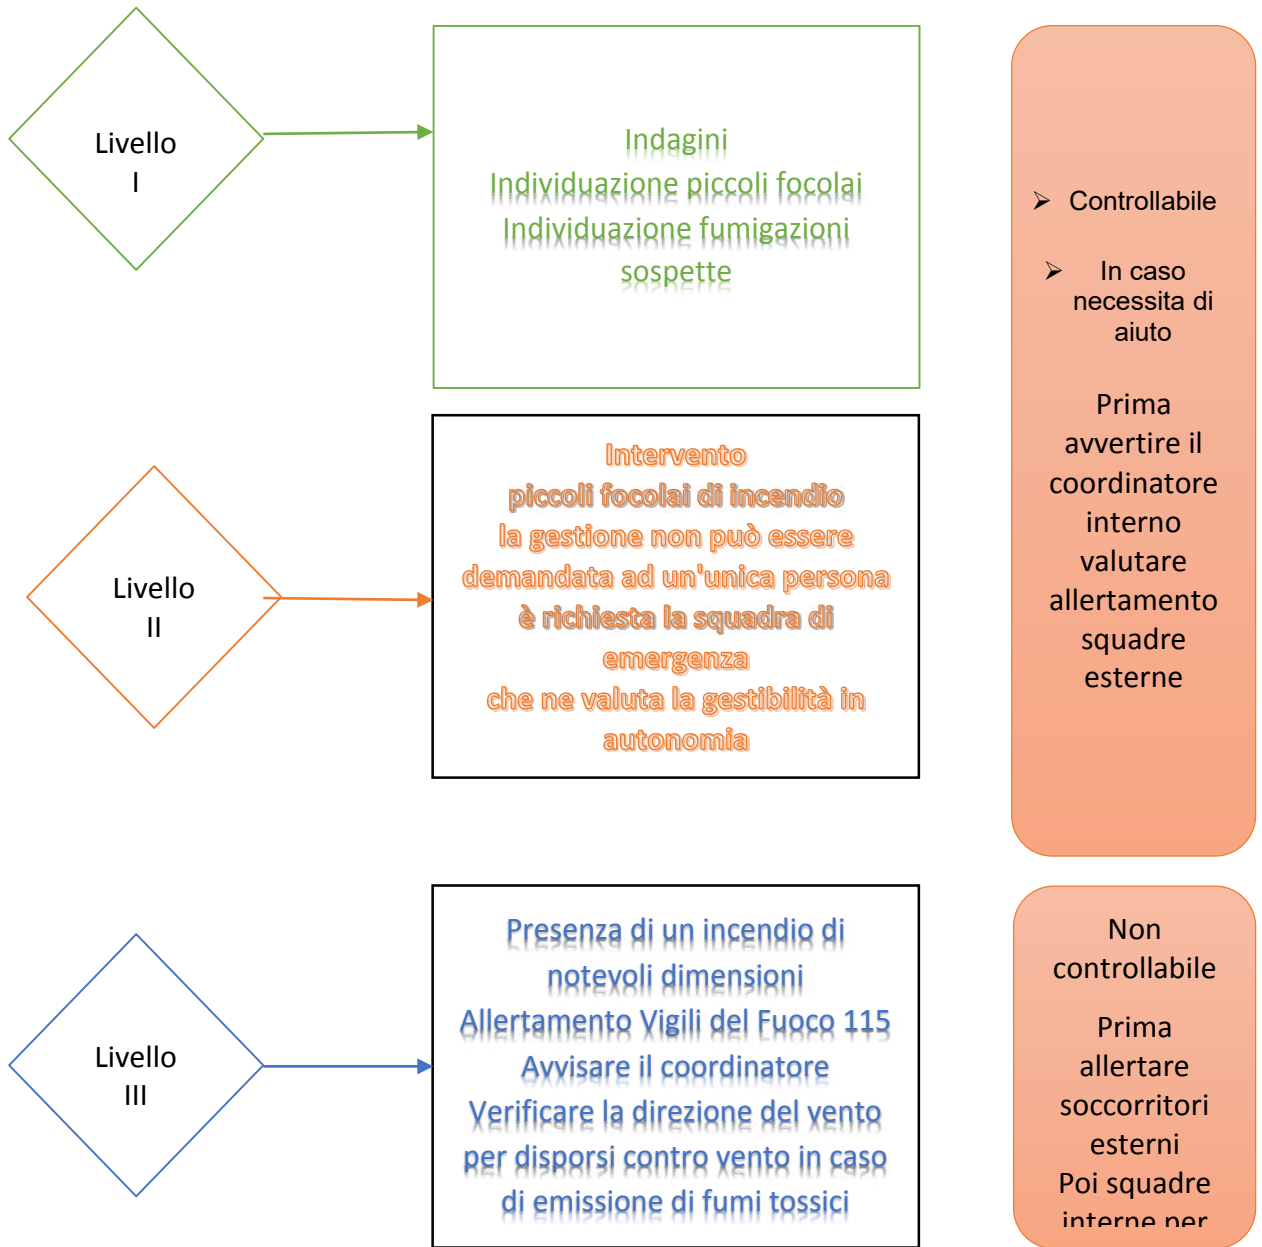 Livello
I
Indagini
Individuazione piccoli focolai
Individuazione fumigazioni
sospette
➢ Controllabile
➢ In caso
necessita di
aiuto
Prima
avvertire il
coordinatore
interno
valutare
allertamento
squadre
esterne
Livello
II
Intervento
piccoli focolai di incendio
la gestione non può essere
demandata ad un'unica persona
è richiesta la squadra di
emergenza
che ne valuta la gestibilità in
autonomia
Livello
III
Presenza di un incendio di
notevoli dimensioni
Allertamento Vigili del Fuoco 115
Avvisare il coordinatore
Verificare la direzione del vento
per disporsi contro vento in caso
di emissione di fumi tossici
Non
controllabile
Prima
allertare
soccorritori
esterni
Poi squadre
interne per